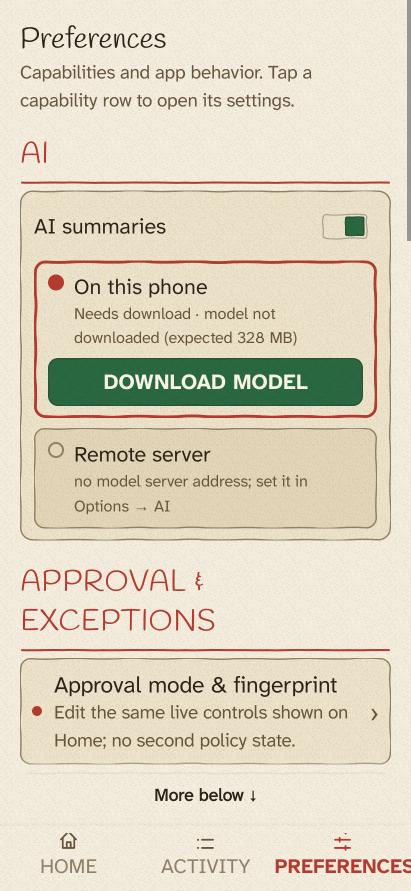 Preferences
Capabilities and app behavior. Tap a
capability row to open its settings.
AI
AI summaries
On this phone
Needs download · model not
downloaded (expected 328 MB)
DOWNLOAD MODEL
Remote server
no model server address; set it in
Options → AI
APPROVAL &
EXCEPTIONS
Approval mode & fingerprint
Edit the same live controls shown on
Home; no second policy state.
More below ↓
HOME
ACTIVITY
PREFERENCES